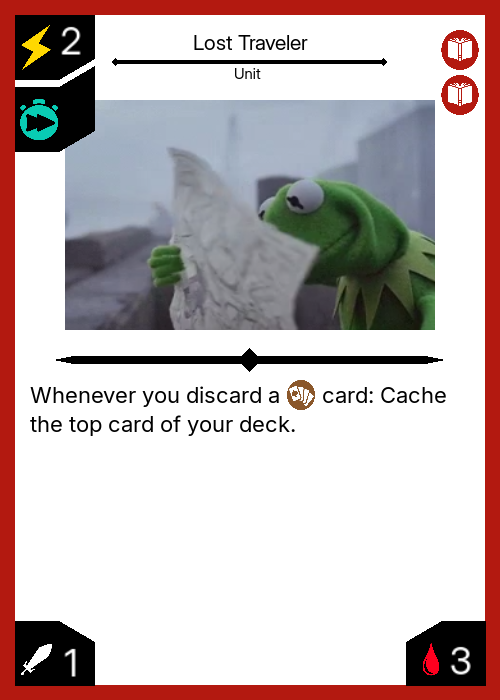 2
Lost Traveler
Unit
Whenever you discard a card: Cache
the top card of your deck.
1
3